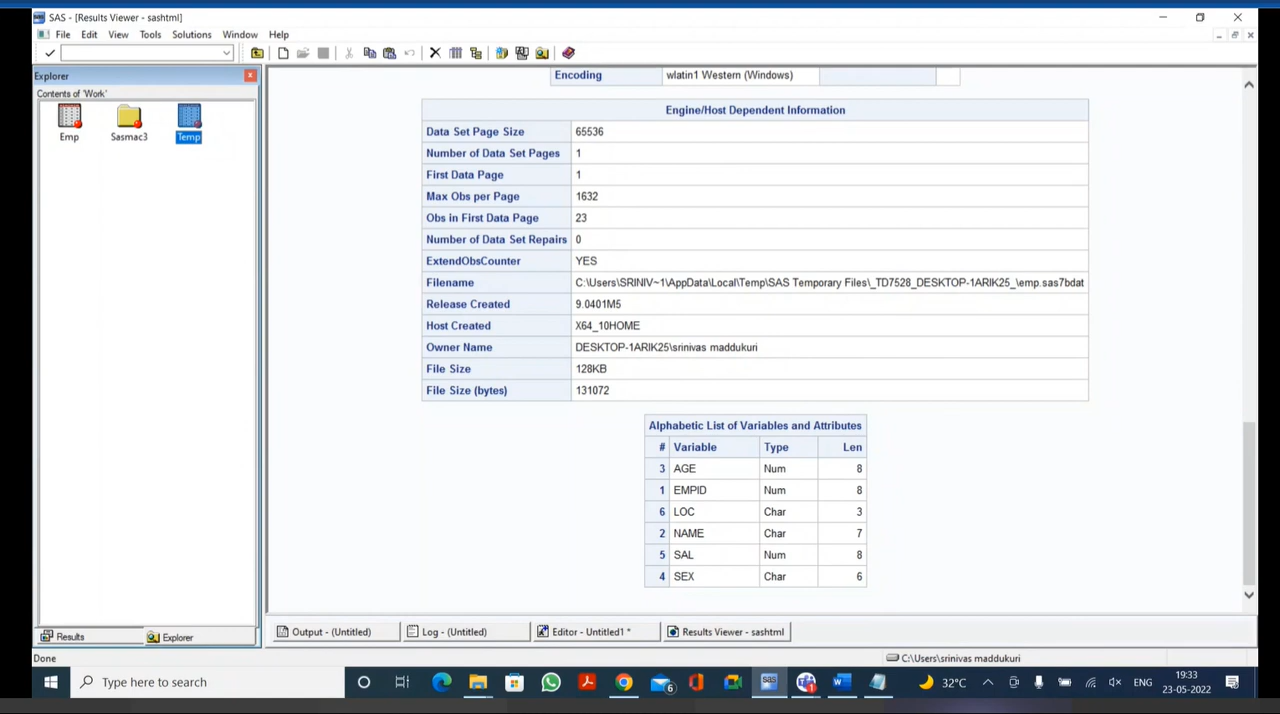 SAS - [Results Viewer - sashtml]
File Edit View Tools Solutions Window Help
Explorer
Contents of 'Work'
Emp Sasmac3 Temp
Encoding wlatin1 Western (Windows)
Engine/Host Dependent Information
Data Set Page Size 65536
Number of Data Set Pages 1
First Data Page 1
Max Obs per Page 1632
Obs in First Data Page 23
Number of Data Set Repairs 0
ExtendObsCounter YES
Filename C:\Users\SRINIV~1\AppData\Local\Temp\SAS Temporary Files\_TD7528_DESKTOP-1ARIK25_\emp.sas7bdat
Release Created 9.0401M5
Host Created X64_10HOME
Owner Name DESKTOP-1ARIK25\srinivas maddukuri
File Size 128KB
File Size (bytes) 131072
Alphabetic List of Variables and Attributes
# Variable Type Len
3 AGE Num 8
1 EMPID Num 8
6 LOC Char 3
2 NAME Char 7
5 SAL Num 8
4 SEX Char 6
Results Explorer
Output - (Untitled) Log - (Untitled) Editor - Untitled1 * Results Viewer - sashtml
Done C:\Users\srinivas maddukuri
Type here to search 6 sas 32°C ENG 19:33
23-05-2022